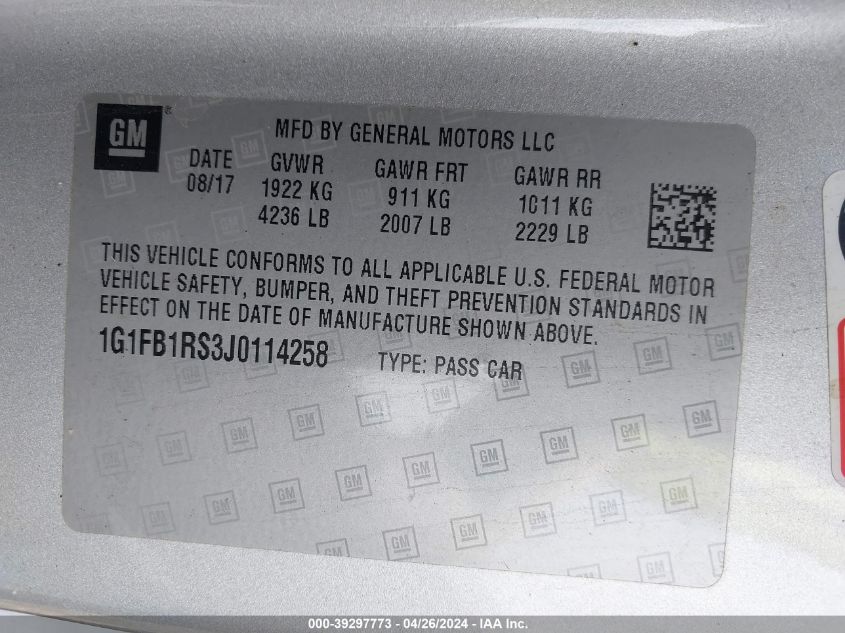 GM ®
MFD BY GENERAL MOTORS LLC
DATE GVWR GAWR FRT GAWR RR
08/17 1922 KG 911 KG 1011 KG
4236 LB 2007 LB 2229 LB
THIS VEHICLE CONFORMS TO ALL APPLICABLE U.S. FEDERAL MOTOR
VEHICLE SAFETY, BUMPER, AND THEFT PREVENTION STANDARDS IN
EFFECT ON THE DATE OF MANUFACTURE SHOWN ABOVE.
1G1FB1RS3J0114258 TYPE: PASS CAR
000-39297773 - 04/26/2024 - IAA Inc.